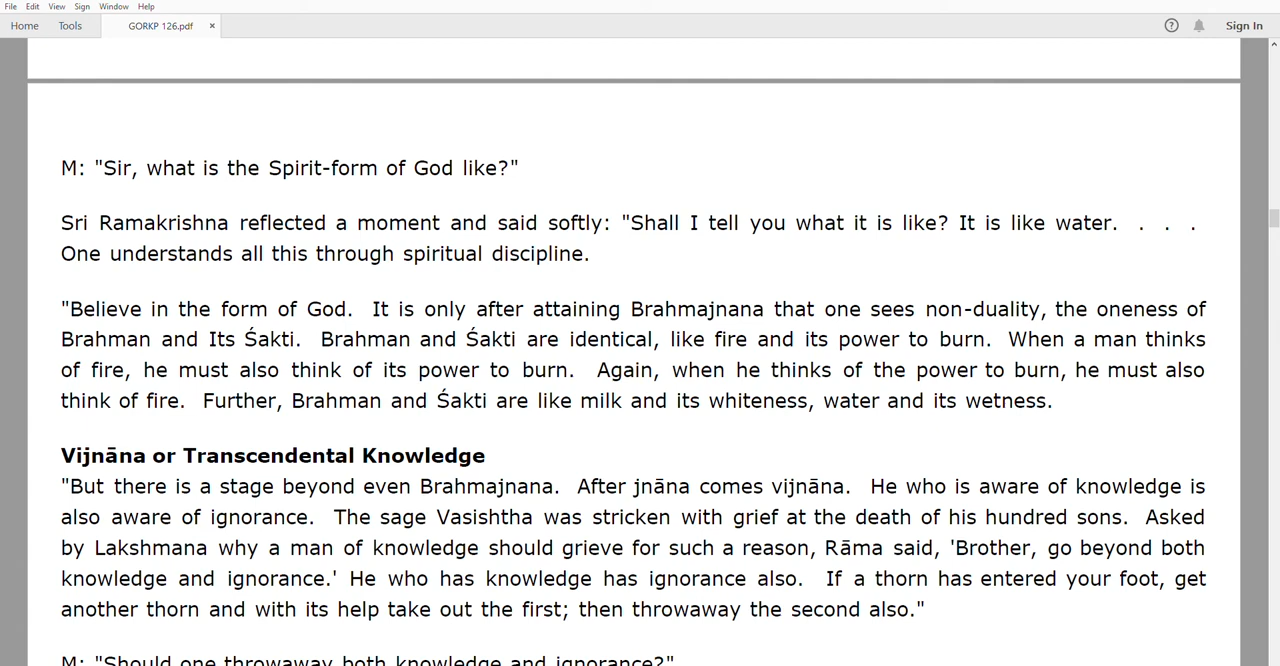 File Edit View Sign Window Help
Home Tools GORKP 126.pdf × ? Sign In
M: "Sir, what is the Spirit-form of God like?"
Sri Ramakrishna reflected a moment and said softly: "Shall I tell you what it is like? It is like water. . . .
One understands all this through spiritual discipline.
"Believe in the form of God. It is only after attaining Brahmajnana that one sees non-duality, the oneness of
Brahman and Its Śakti. Brahman and Śakti are identical, like fire and its power to burn. When a man thinks
of fire, he must also think of its power to burn. Again, when he thinks of the power to burn, he must also
think of fire. Further, Brahman and Śakti are like milk and its whiteness, water and its wetness.
Vijnāna or Transcendental Knowledge
"But there is a stage beyond even Brahmajnana. After jnāna comes vijnāna. He who is aware of knowledge is
also aware of ignorance. The sage Vasishtha was stricken with grief at the death of his hundred sons. Asked
by Lakshmana why a man of knowledge should grieve for such a reason, Rāma said, 'Brother, go beyond both
knowledge and ignorance.' He who has knowledge has ignorance also. If a thorn has entered your foot, get
another thorn and with its help take out the first; then throwaway the second also."
M: "Should one throwaway both knowledge and ignorance?"